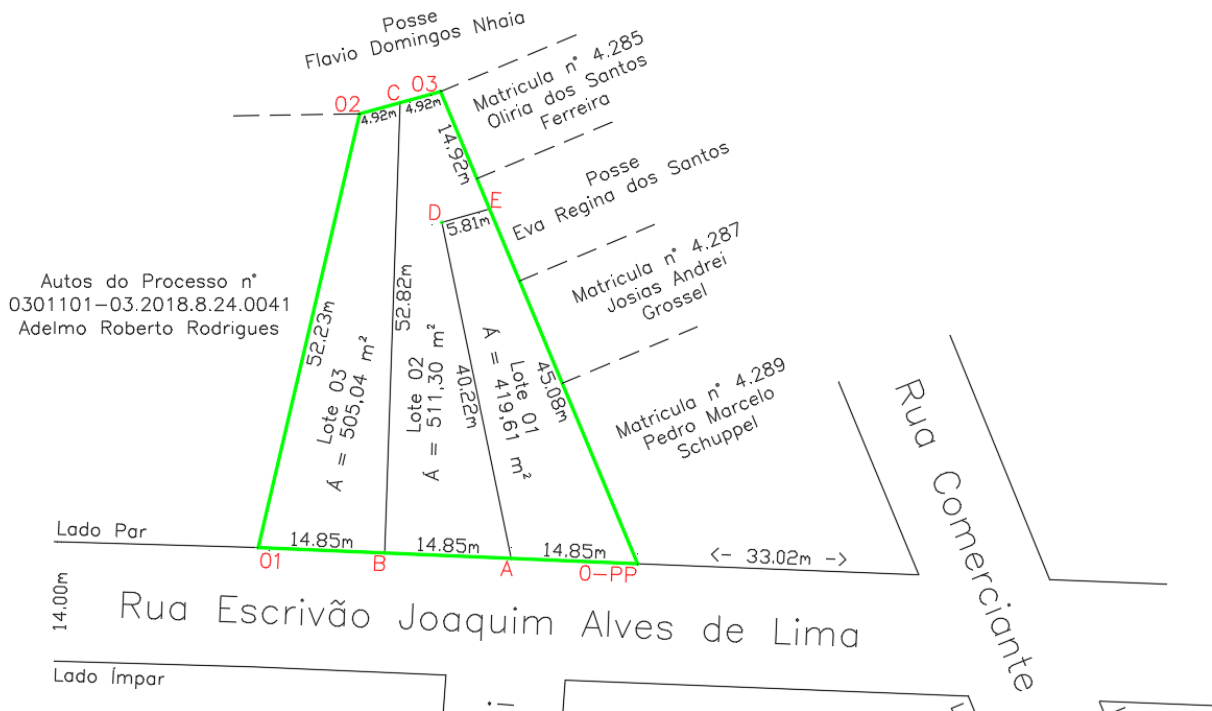 Posse
Flavio Domingos Nhaia
02
C
03
4.92m
4.92m
Matricula n° 4.285
Oliria dos Santos
Ferreira
14.92m
Posse
Eva Regina dos Santos
D
E
5.81m
Matricula n° 4.287
Josias Andrei
Grossel
Autos do Processo n°
0301101-03.2018.8.24.0041
Adelmo Roberto Rodrigues
52.23m
52.82m
Lote 03
Á = 505,04 m²
Lote 02
Á = 511,30 m²
40.22m
Lote 01
Á = 419,61 m²
45.08m
Matricula n° 4.289
Pedro Marcelo
Schuppel
Rua Comerciante
Lado Par
14.85m
14.85m
14.85m
<- 33.02m ->
01
B
A
0-PP
14.00m
Rua Escrivão Joaquim Alves de Lima
Lado Ímpar